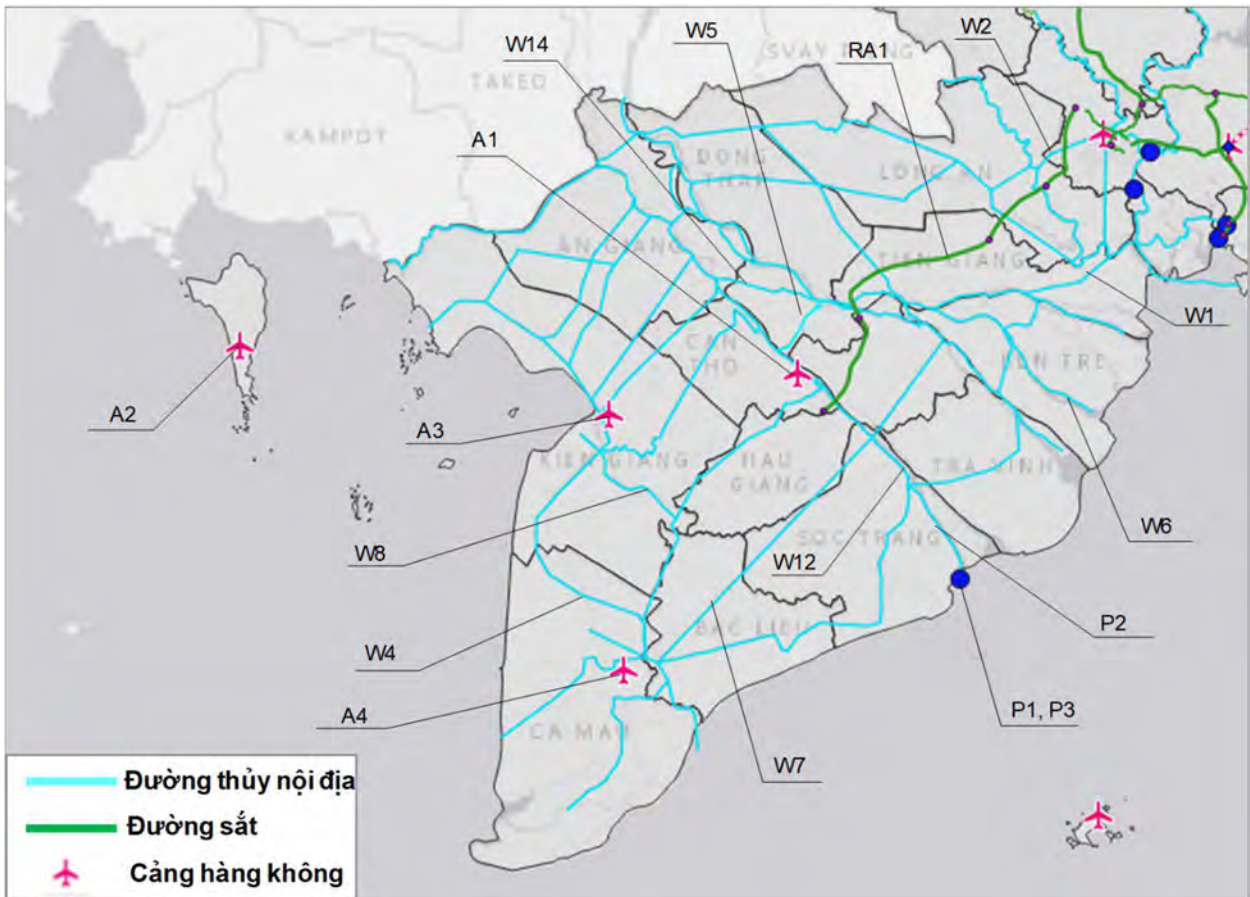 W14
W5
SVAY RIENG
RA1
W2
TAKEO
KAMPOT
A1
DONG
THAP
LONG AN
AN GIANG
TIEN GIANG
W1
CAN
THO
BEN TRE
A2
A3
KIEN GIANG
HAU
GIANG
TRA VINH
W8
W12
SOC TRANG
W6
BAC LIEU
P2
W4
A4
CA MAU
P1, P3
W7
Đường thủy nội địa
Đường sắt
Cảng hàng không